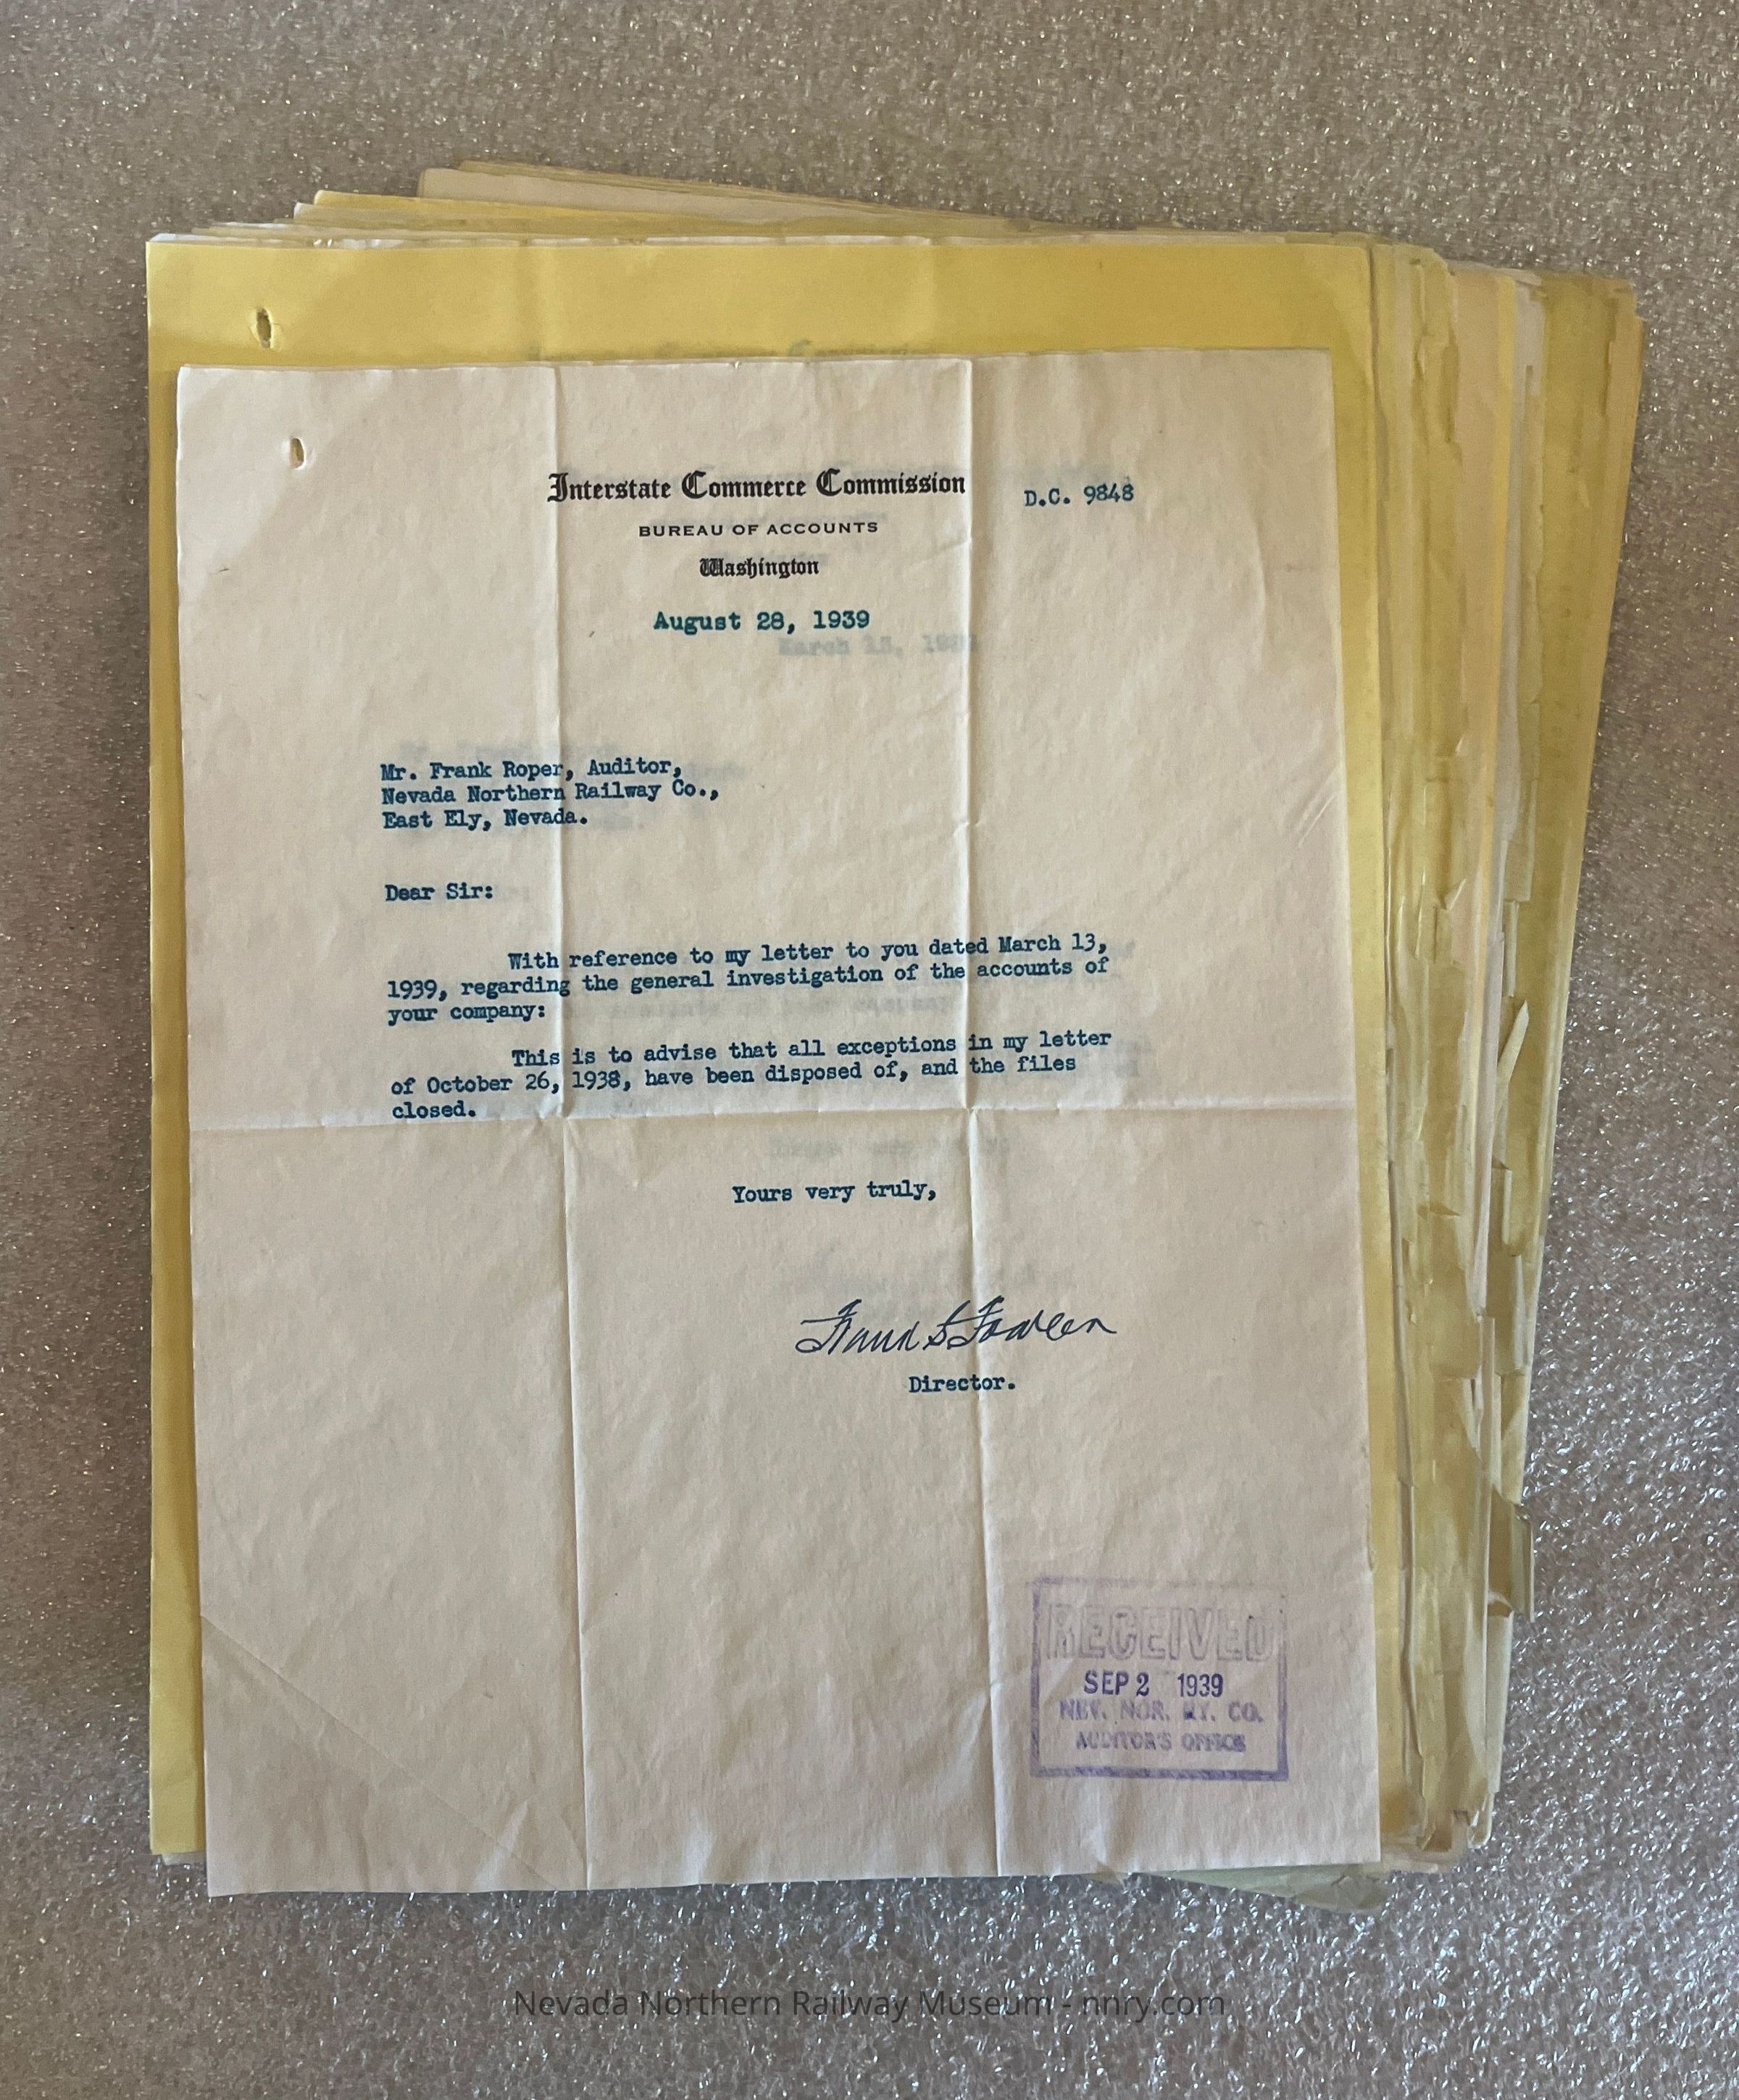 Interstate Commerce Commission
D.C. 9848
BUREAU OF ACCOUNTS
Washington
August 28, 1939
Mr. Frank Roper, Auditor,
Nevada Northern Railway Co.,
East Ely, Nevada.
Dear Sir:
With reference to my letter to you dated March 13,
1939, regarding the general investigation of the accounts of
your company:
This is to advise that all exceptions in my letter
of October 26, 1938, have been disposed of, and the files
closed.
Yours very truly,
Director.
RECEIVED
SEP 2 1939
NEV. NOR. RY. CO.
AUDITOR'S OFFICE
Nevada Northern Railway Museum - nnry.com